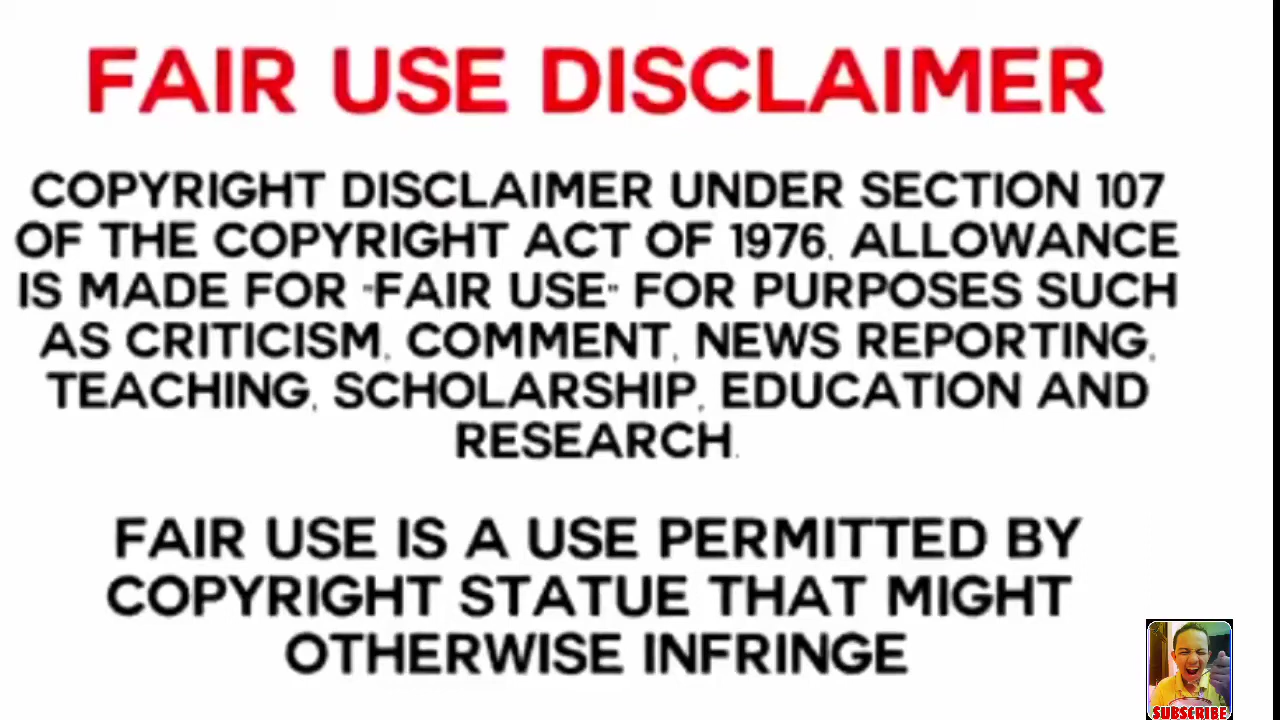 FAIR USE DISCLAIMER
COPYRIGHT DISCLAIMER UNDER SECTION 107
OF THE COPYRIGHT ACT OF 1976, ALLOWANCE
IS MADE FOR "FAIR USE" FOR PURPOSES SUCH
AS CRITICISM, COMMENT, NEWS REPORTING,
TEACHING, SCHOLARSHIP, EDUCATION AND
RESEARCH.
FAIR USE IS A USE PERMITTED BY
COPYRIGHT STATUE THAT MIGHT
OTHERWISE INFRINGE
SUBSCRIBE